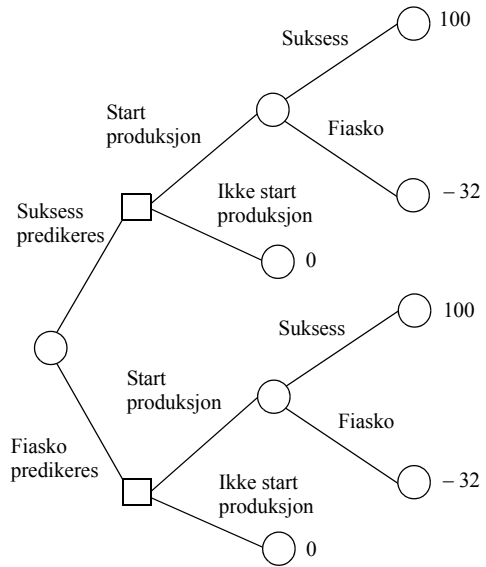 Suksess
100
Start
produksjon
Fiasko
Suksess
predikeres
Ikke start
produksjon
– 32
0
Suksess
100
Start
produksjon
Fiasko
Fiasko
predikeres
Ikke start
produksjon
– 32
0